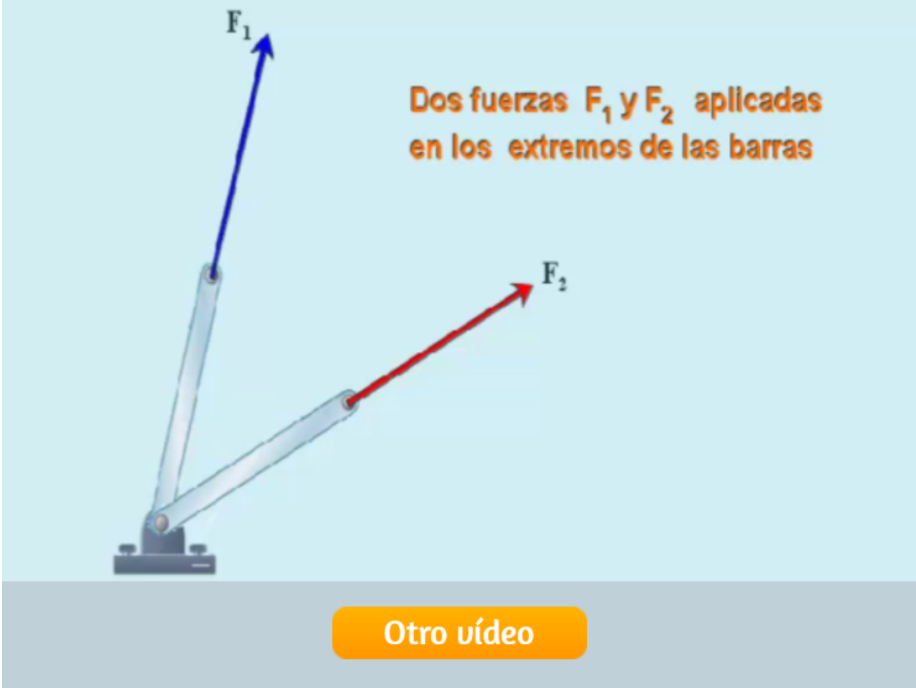 F₁
Dos fuerzas F₁ y F₂ aplicadas
en los extremos de las barras
F₂
Otro vídeo